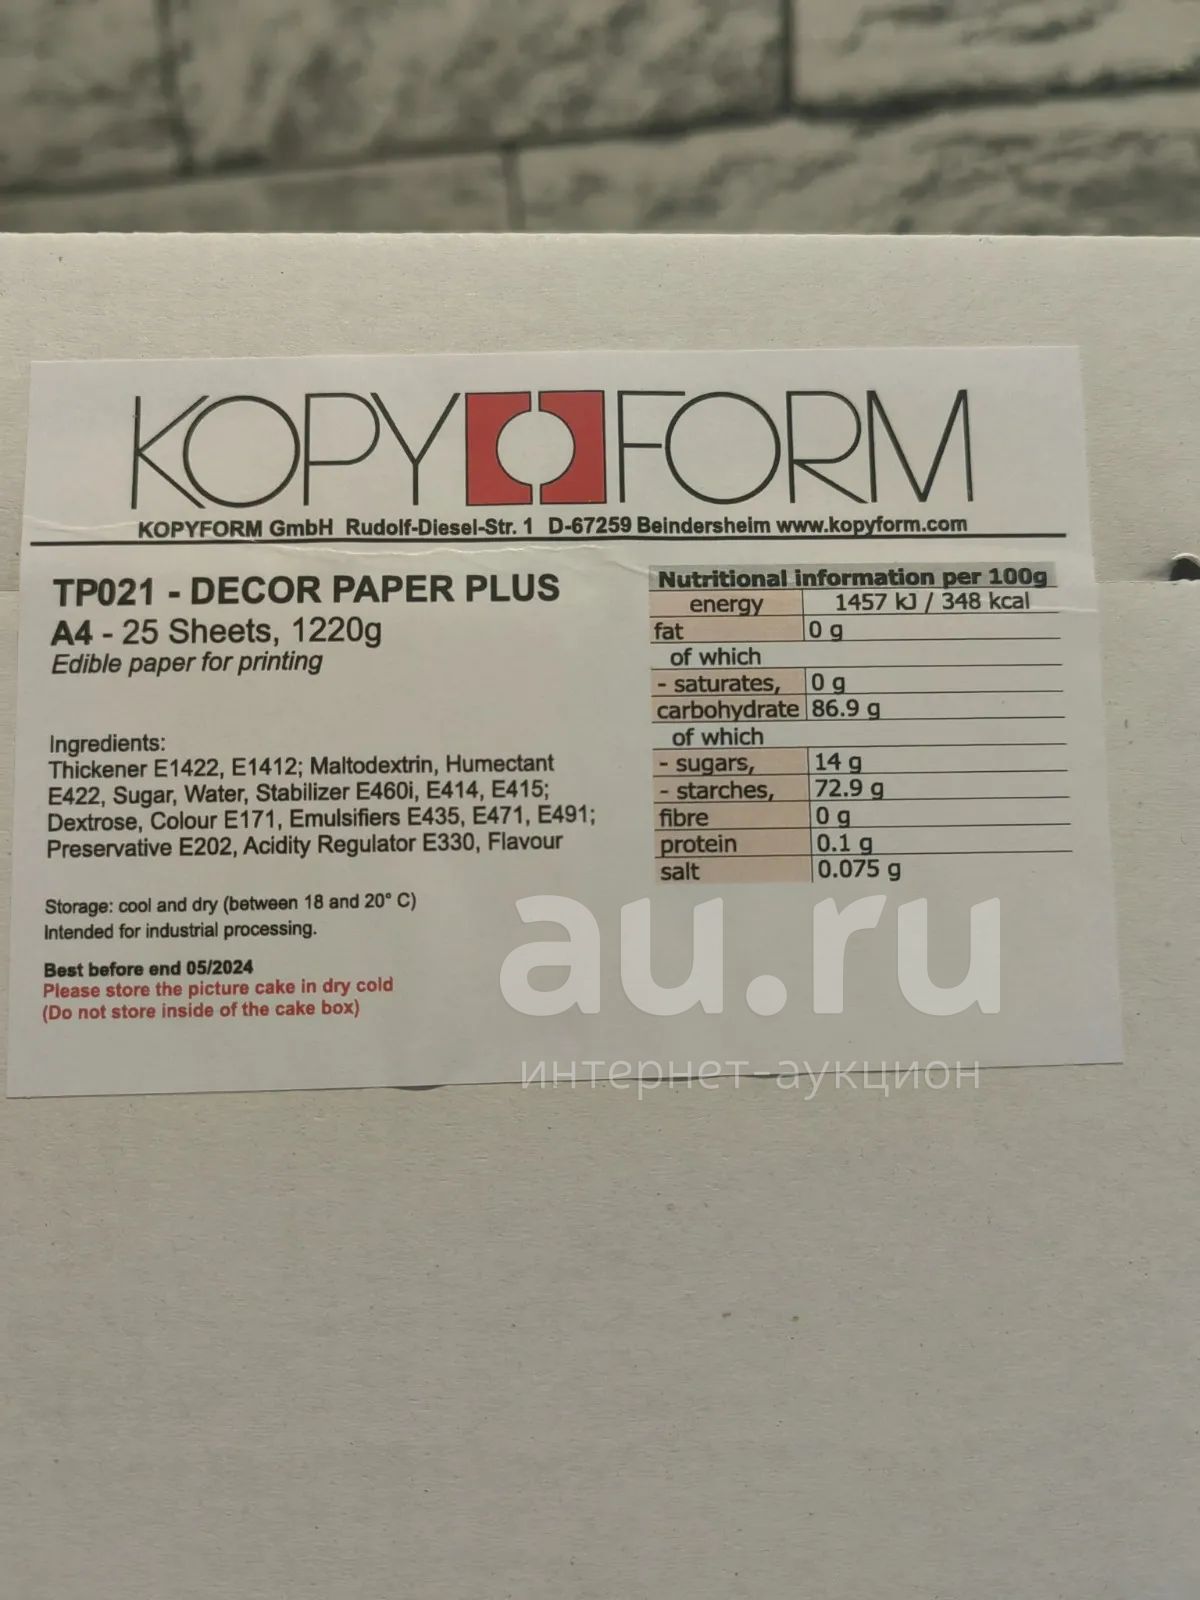 KOPYFORM
KOPYFORM GmbH Rudolf-Diesel-Str. 1 D-67259 Beindersheim www.kopyform.com
TP021 - DECOR PAPER PLUS
A4 - 25 Sheets, 1220g
Edible paper for printing
Ingredients:
Thickener E1422, E1412; Maltodextrin, Humectant
E422, Sugar, Water, Stabilizer E460i, E414, E415;
Dextrose, Colour E171, Emulsifiers E435, E471, E491;
Preservative E202, Acidity Regulator E330, Flavour
Storage: cool and dry (between 18 and 20° C)
Intended for industrial processing.
Best before end 05/2024
Please store the picture cake in dry cold
(Do not store inside of the cake box)
Nutritional information per 100g
energy 1457 kJ / 348 kcal
fat 0 g
of which
- saturates, 0 g
carbohydrate 86.9 g
of which
- sugars, 14 g
- starches, 72.9 g
fibre 0 g
protein 0.1 g
salt 0.075 g
au.ru
интернет-аукцион